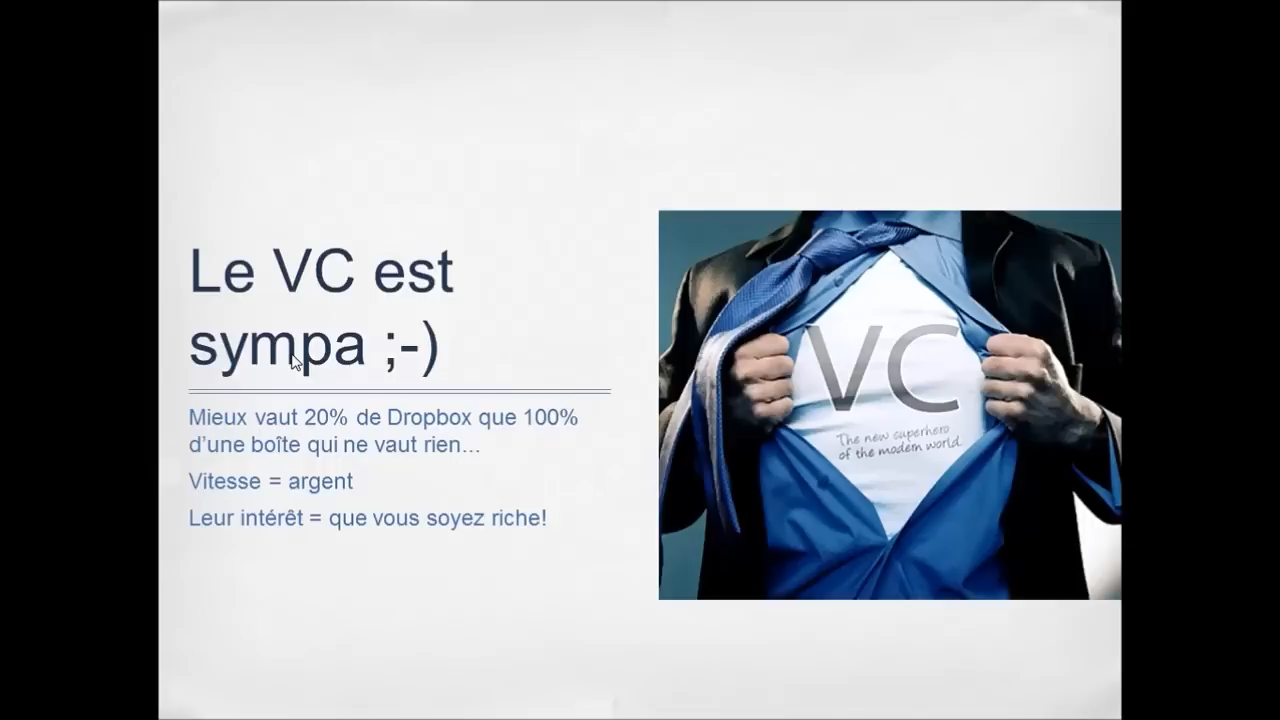 Le VC est
sympa ;-)
Mieux vaut 20% de Dropbox que 100%
d'une boîte qui ne vaut rien...
Vitesse = argent
Leur intérêt = que vous soyez riche!
VC
The new superhero
of the modern world.